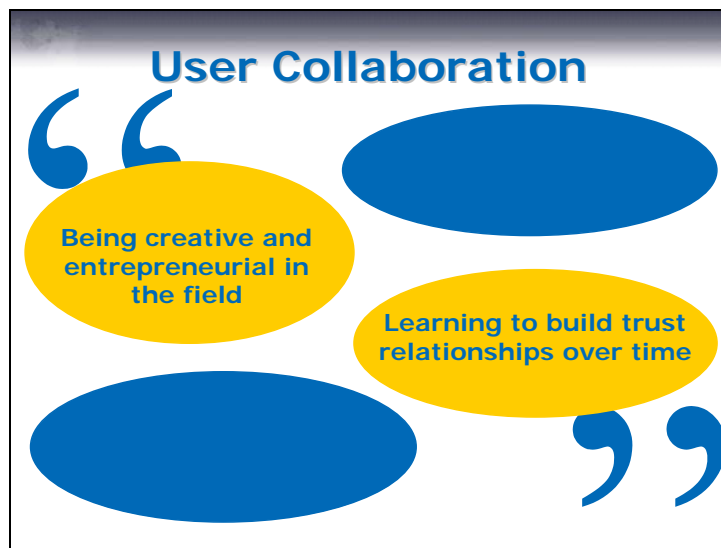 User Collaboration
“
Being creative and
entrepreneurial in
the field
Learning to build trust
relationships over time
”